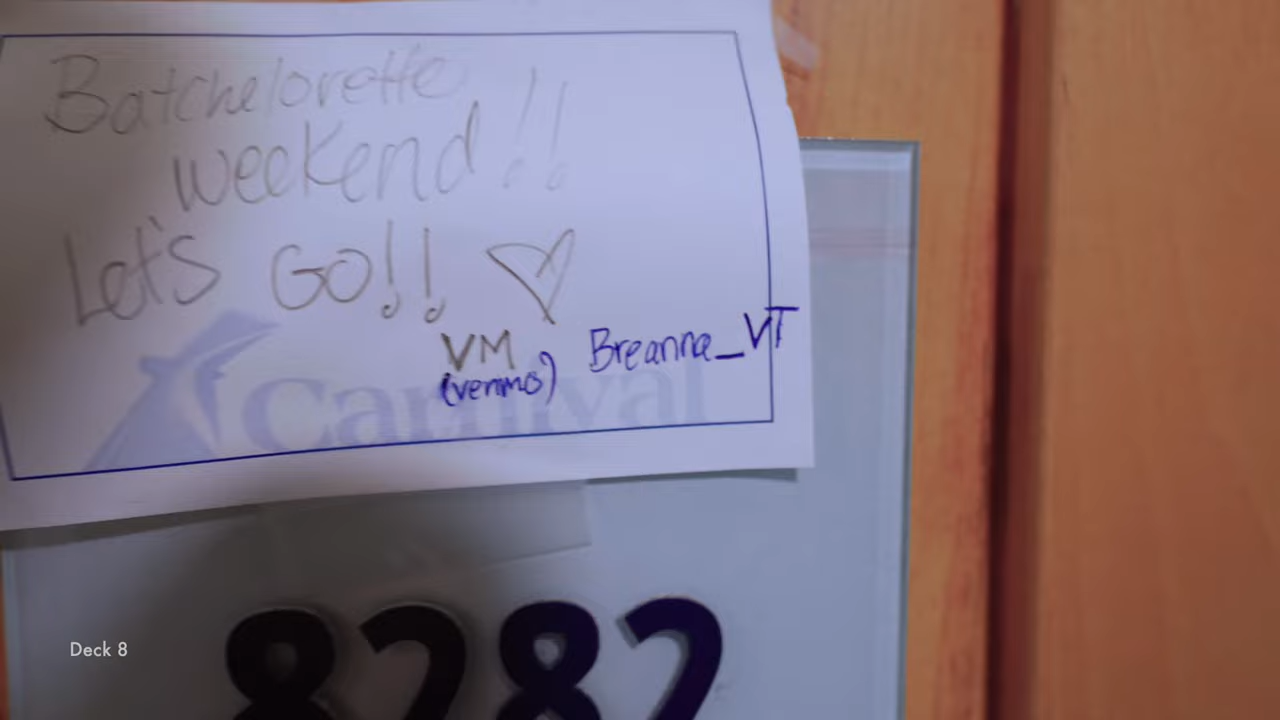 Batchelorette
weekend!!
Let's GO!! ♡
VM Breanna_VT
(venmo)
Carnival
8282
Deck 8